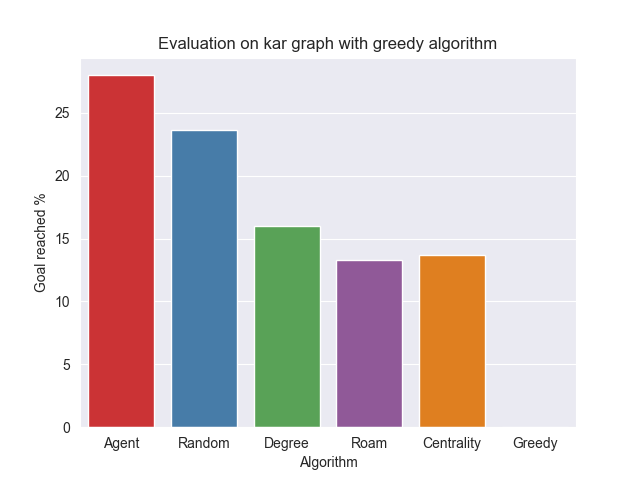 Evaluation on kar graph with greedy algorithm
Goal reached %
25
20
15
10
5
0
Agent Random Degree Roam Centrality Greedy
Algorithm